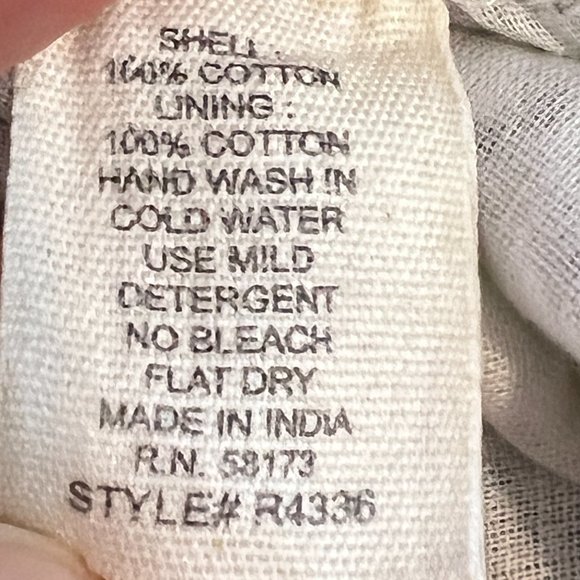 SHELL :
100% COTTON
LINING :
100% COTTON
HAND WASH IN
COLD WATER
USE MILD
DETERGENT
NO BLEACH
FLAT DRY
MADE IN INDIA
R.N. 58173
STYLE# R4336